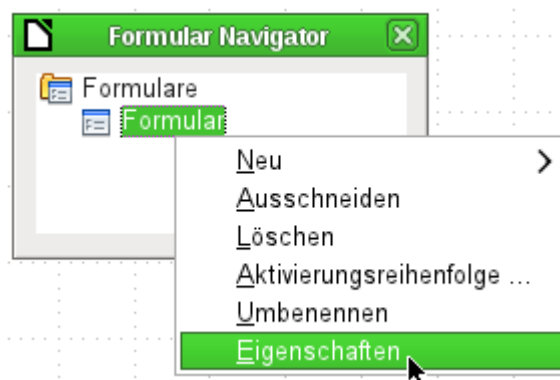 Formular Navigator
Formulare
Formular
Neu
Ausschneiden
Löschen
Aktivierungsreihenfolge ...
Umbenennen
Eigenschaften